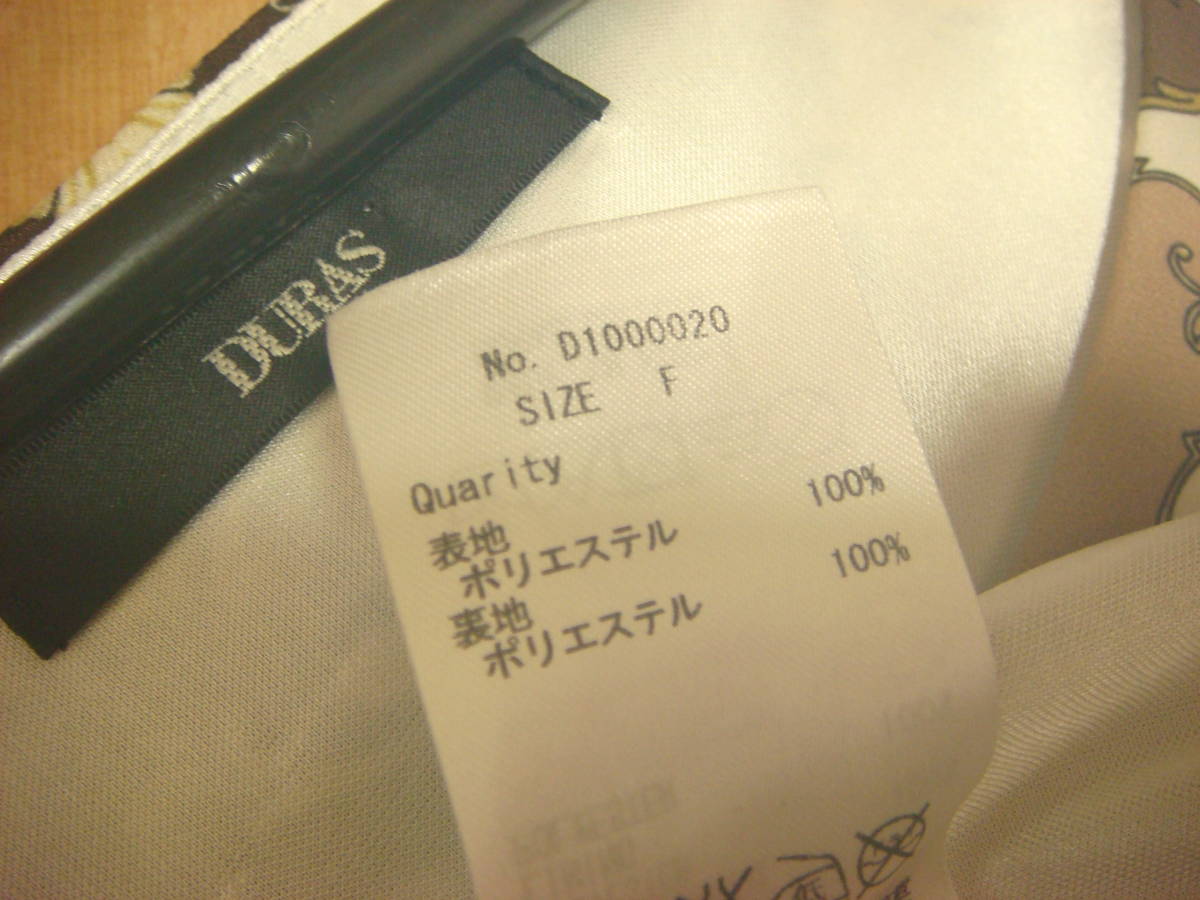 DURAS
No. D1000020
SIZE F
Quarity
表地
ポリエステル 100%
裏地
ポリエステル 100%